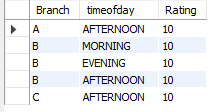 Branch timeofday Rating
A AFTERNOON 10
B MORNING 10
B EVENING 10
B AFTERNOON 10
C AFTERNOON 10